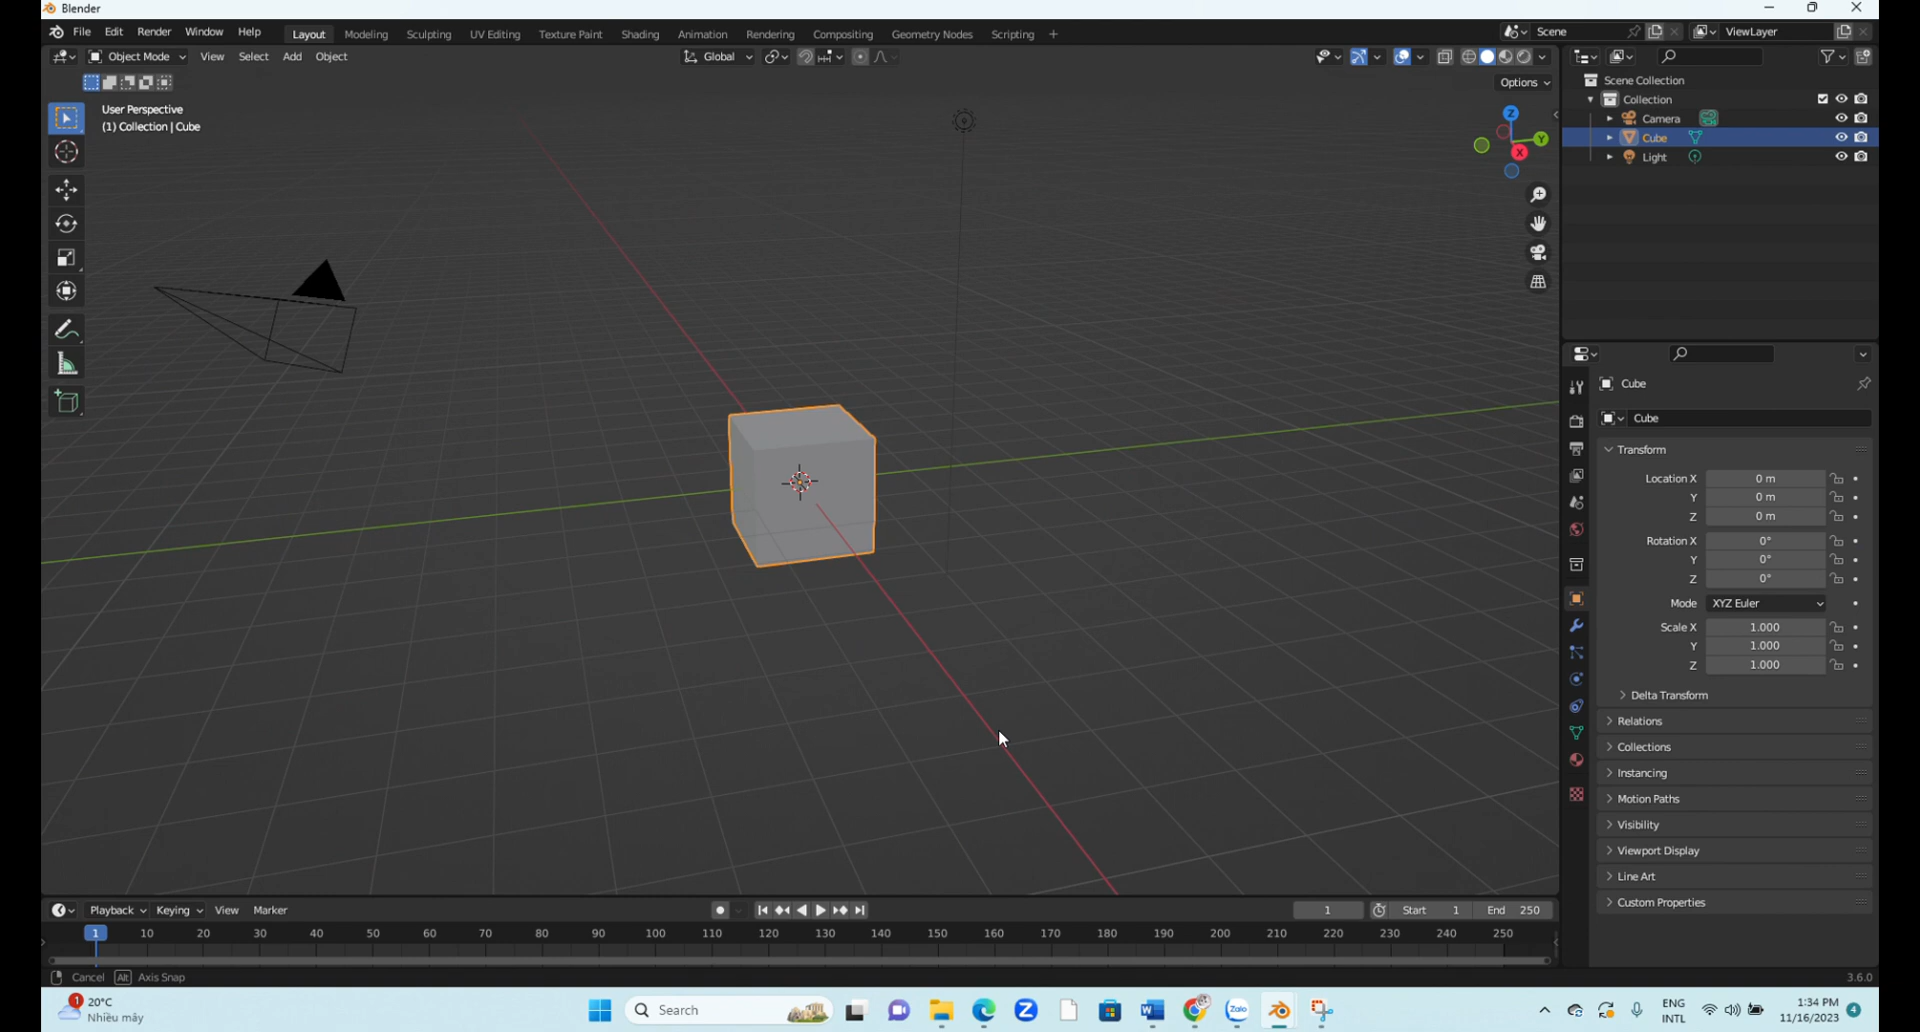 Blender
File Edit Render Window Help Layout Modeling Sculpting UV Editing Texture Paint Shading Animation Rendering Compositing Geometry Nodes Scripting + Scene ViewLayer
Object Mode View Select Add Object Global
Options
User Perspective
(1) Collection | Cube
Z
Y
X
Scene Collection
Collection
Camera
Cube
Light
Cube
Cube
Transform
Location X 0 m
Y 0 m
Z 0 m
Rotation X 0°
Y 0°
Z 0°
Mode XYZ Euler
Scale X 1.000
Y 1.000
Z 1.000
Delta Transform
Relations
Collections
Instancing
Motion Paths
Visibility
Viewport Display
Line Art
Custom Properties
Playback Keying View Marker 1 Start 1 End 250
1 10 20 30 40 50 60 70 80 90 100 110 120 130 140 150 160 170 180 190 200 210 220 230 240 250
Cancel Alt Axis Snap 3.6.0
1 20°C
Nhiều mây
Search
Zalo
ENG
INTL
1:34 PM
11/16/2023
4